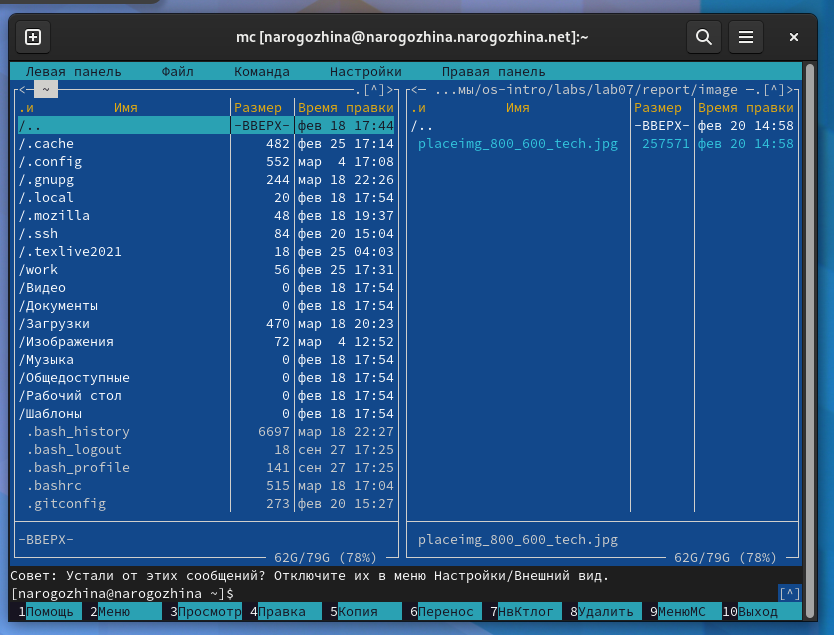 mc [narogozhina@narogozhina.narogozhina.net]:~
Левая панель Файл Команда Настройки Правая панель
<─ ~ .[^]>
.и Имя Размер Время правки
/.. -ВВЕРХ- фев 18 17:44
/.cache 482 фев 25 17:14
/.config 552 мар 4 17:08
/.gnupg 244 мар 18 22:26
/.local 20 фев 18 17:54
/.mozilla 48 фев 18 19:37
/.ssh 84 фев 20 15:04
/.texlive2021 18 фев 25 04:03
/work 56 фев 25 17:31
/Видео 0 фев 18 17:54
/Документы 0 фев 18 17:54
/Загрузки 470 мар 18 20:23
/Изображения 72 мар 4 12:52
/Музыка 0 фев 18 17:54
/Общедоступные 0 фев 18 17:54
/Рабочий стол 0 фев 18 17:54
/Шаблоны 0 фев 18 17:54
.bash_history 6697 мар 18 22:27
.bash_logout 18 сен 27 17:25
.bash_profile 141 сен 27 17:25
.bashrc 515 мар 18 17:04
.gitconfig 273 фев 20 15:27
-ВВЕРХ-
62G/79G (78%)
<─ ...мы/os-intro/labs/lab07/report/image ─.[^]>
.и Имя Размер Время правки
/.. -ВВЕРХ- фев 20 14:58
placeimg_800_600_tech.jpg 257571 фев 20 14:58
placeimg_800_600_tech.jpg
62G/79G (78%)
Совет: Устали от этих сообщений? Отключите их в меню Настройки/Внешний вид.
[narogozhina@narogozhina ~]$ [^]
1Помощь 2Меню 3Просмотр 4Правка 5Копия 6Перенос 7НвКтлог 8Удалить 9МенюMC 10Выход